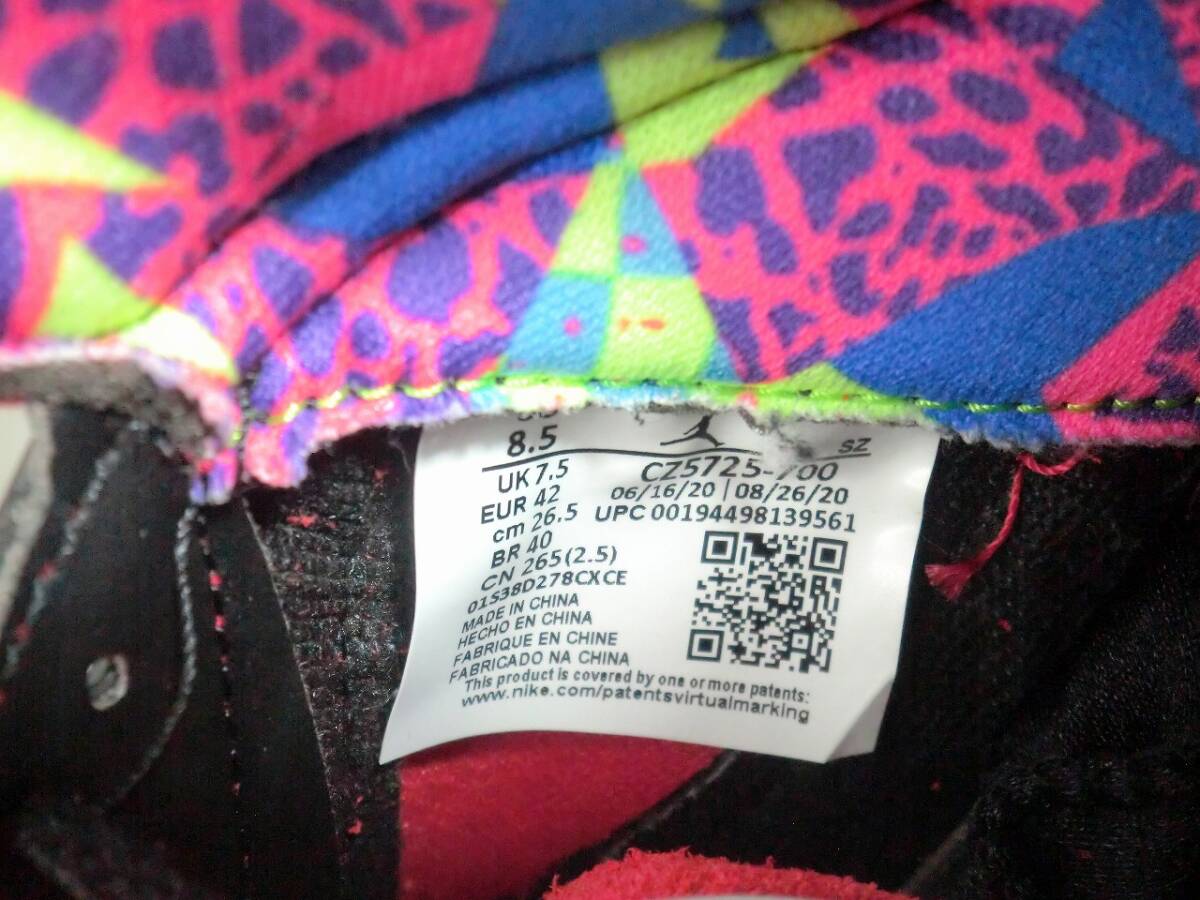 8.5
UK 7.5
EUR 42
cm 26.5
BR 40
CN 265(2.5)
01S38D278CXCE
MADE IN CHINA
HECHO EN CHINA
FABRIQUE EN CHINE
FABRICADO NA CHINA
SZ
CZ5725-700
06/16/20 | 08/26/20
UPC 00194498139561
This product is covered by one or more patents:
www.nike.com/patentsvirtualmarking